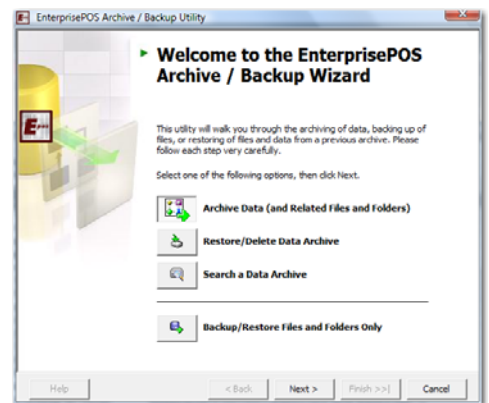 EnterprisePOS Archive / Backup Utility
Welcome to the EnterprisePOS
Archive / Backup Wizard
This utility will walk you through the archiving of data, backing up of
files, or restoring of files and data from a previous archive. Please
follow each step very carefully.
Select one of the following options, then click Next.
Archive Data (and Related Files and Folders)
Restore/Delete Data Archive
Search a Data Archive
Backup/Restore Files and Folders Only
Help
< Back
Next >
Finish >>|
Cancel